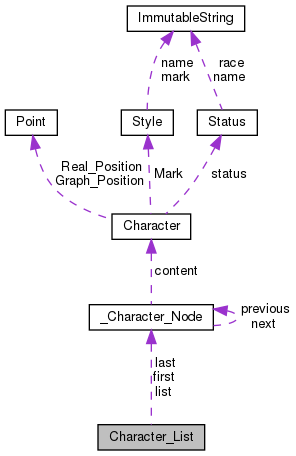 ImmutableString
name
mark
race
name
Point
Style
Status
Real_Position
Graph_Position
Mark
status
Character
content
_Character_Node
previous
next
last
first
list
Character_List